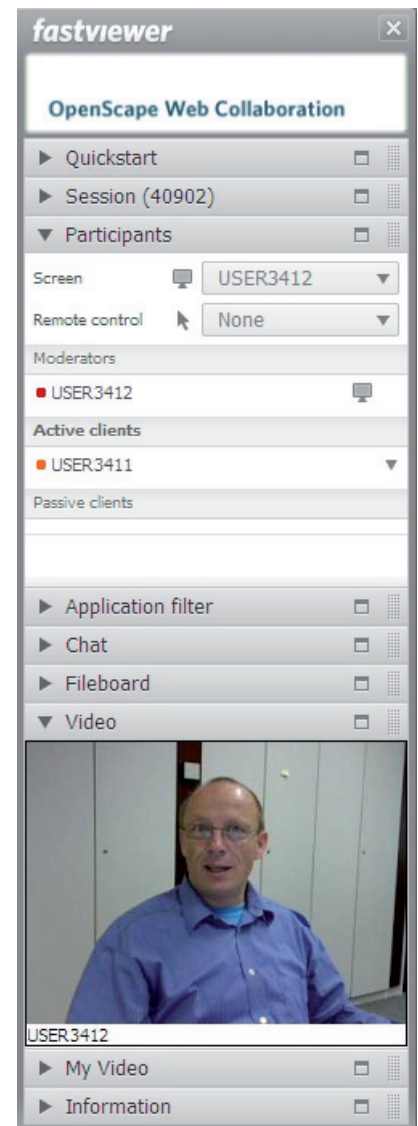 fastviewer
OpenScape Web Collaboration
Quickstart
Session (40902)
Participants
Screen USER3412
Remote control None
Moderators
USER3412
Active clients
USER3411
Passive clients
Application filter
Chat
Fileboard
Video
USER3412
My Video
Information